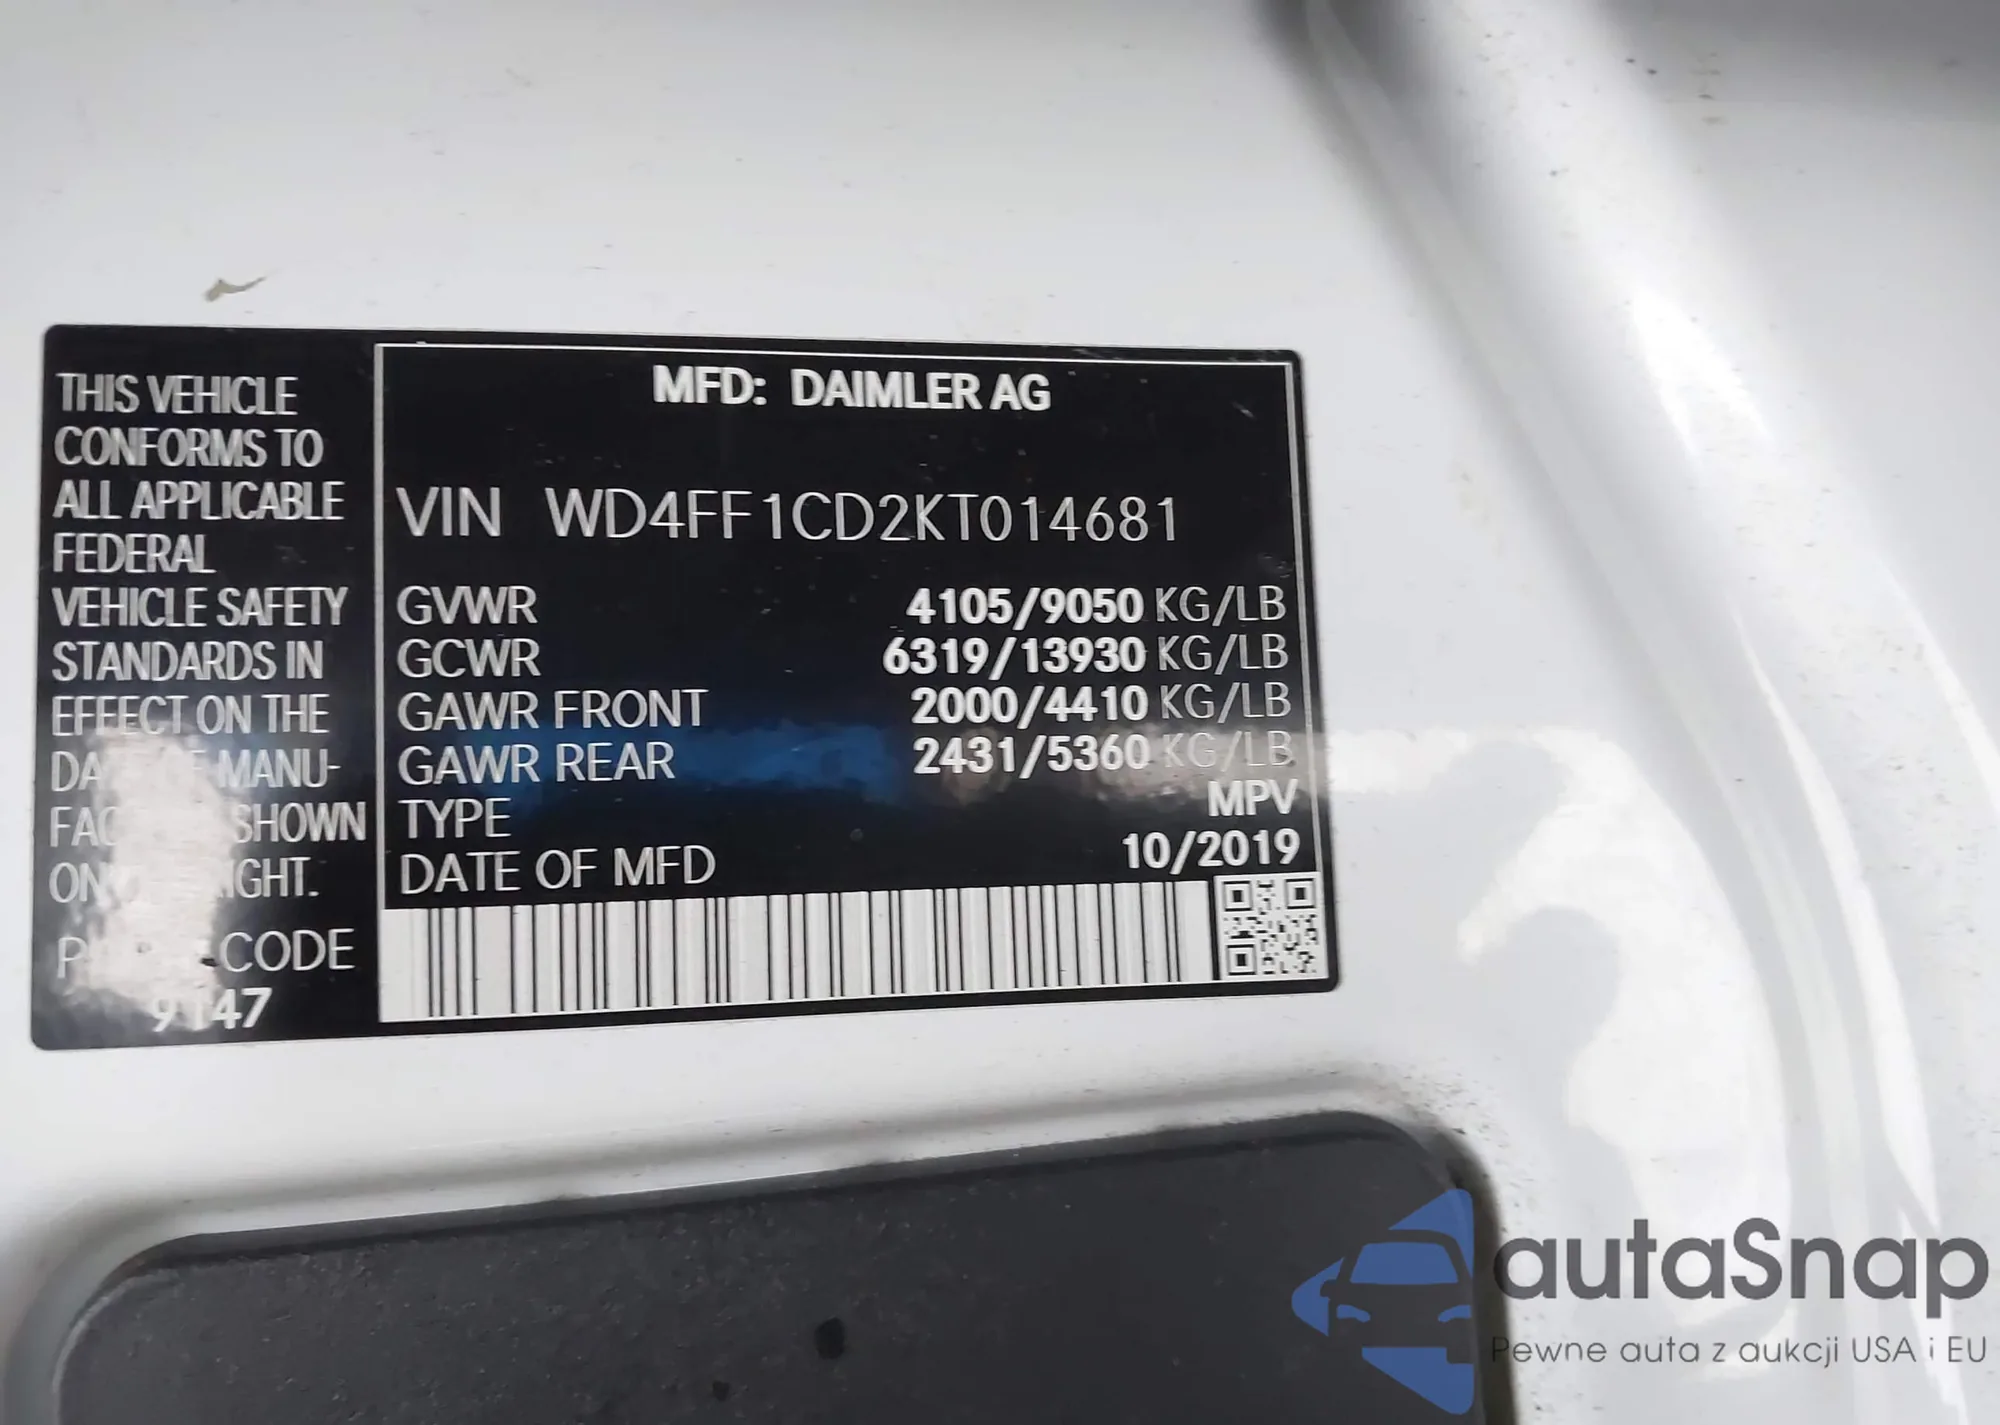 THIS VEHICLE
CONFORMS TO
ALL APPLICABLE
FEDERAL
VEHICLE SAFETY
STANDARDS IN
EFFECT ON THE
MANU-
SHOWN
CODE
MFD: DAIMLER AG
VIN WD4FF1CD2KT014681
GVWR 4105/9050 KG/LB
GCWR 6319/13930 KG/LB
GAWR FRONT 2000/4410 KG/LB
GAWR REAR 2431/5360 KG/LB
TYPE MPV
DATE OF MFD 10/2019
autaSnap
Pewne auta z aukcji USA i EU